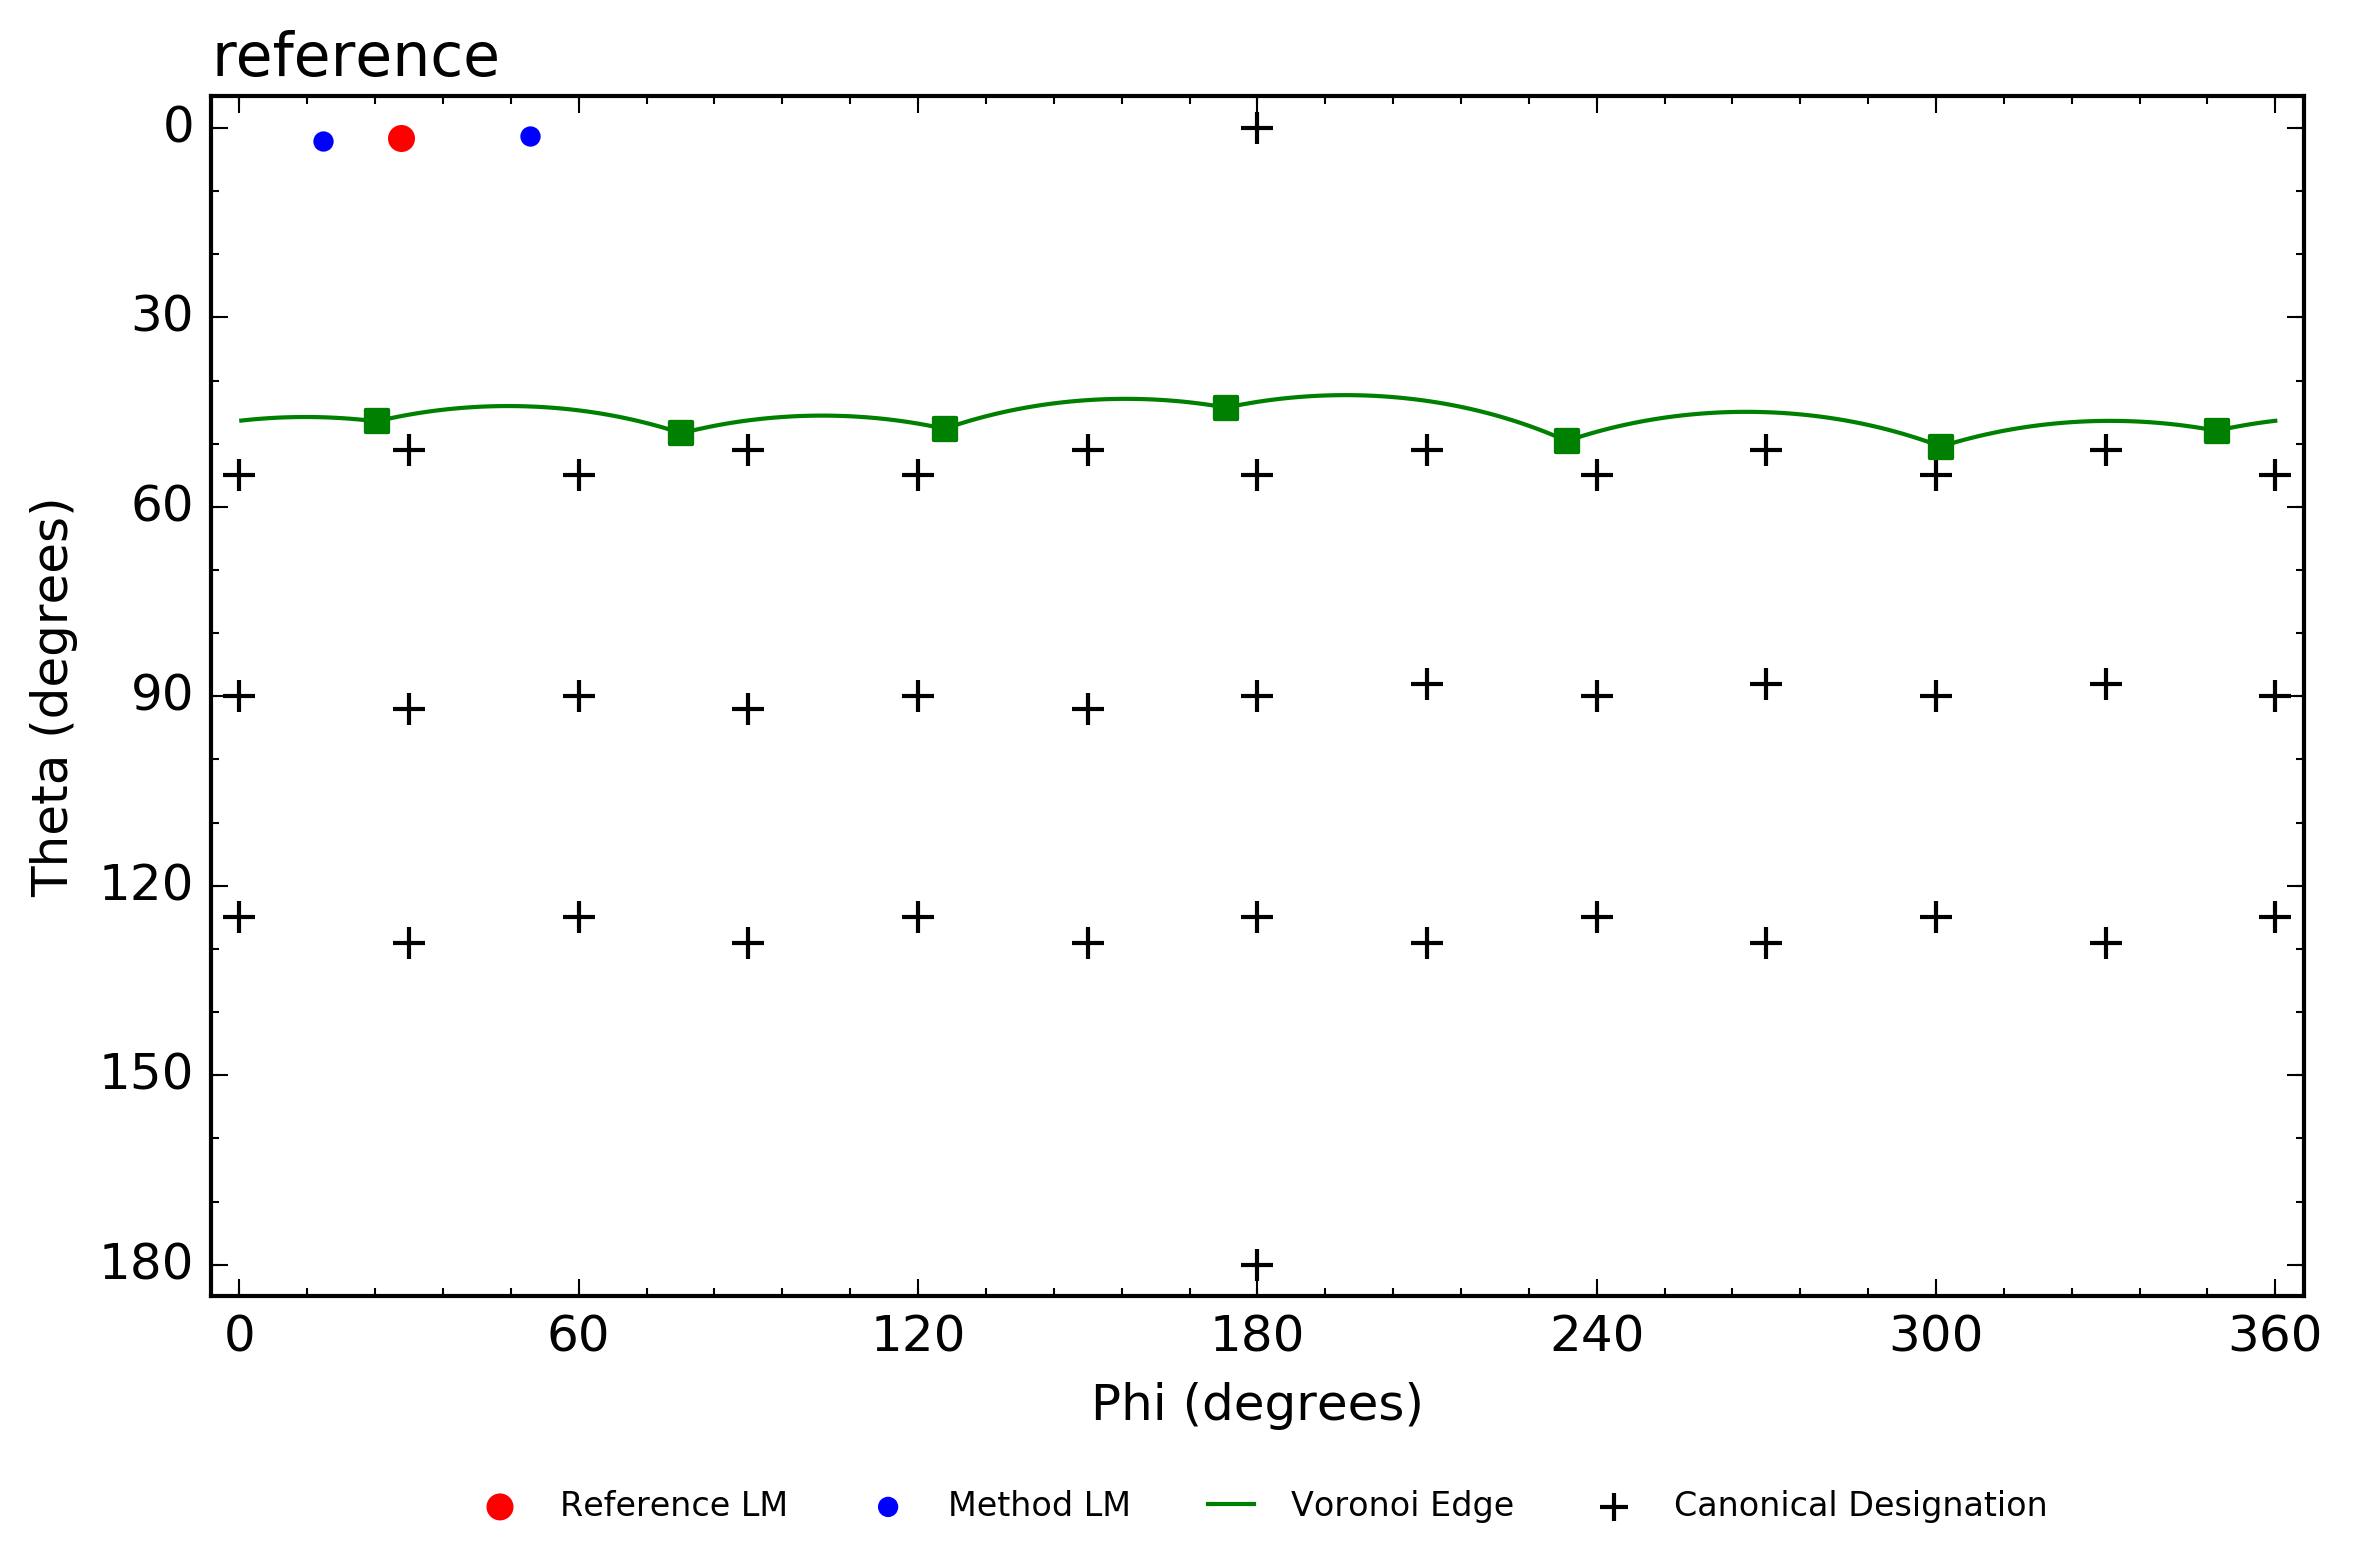 reference
0
30
60
90
120
150
180
Theta (degrees)
0 60 120 180 240 300 360
Phi (degrees)
Reference LM Method LM Voronoi Edge Canonical Designation